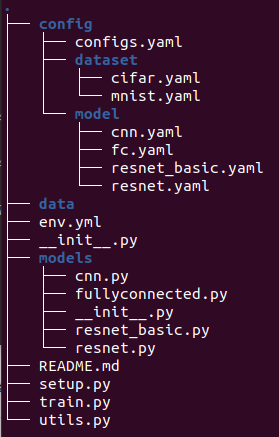 .
├── config
│   ├── configs.yaml
│   ├── dataset
│   │   ├── cifar.yaml
│   │   └── mnist.yaml
│   └── model
│       ├── cnn.yaml
│       ├── fc.yaml
│       ├── resnet_basic.yaml
│       └── resnet.yaml
├── data
├── env.yml
├── __init__.py
├── models
│   ├── cnn.py
│   ├── fullyconnected.py
│   ├── __init__.py
│   ├── resnet_basic.py
│   └── resnet.py
├── README.md
├── setup.py
├── train.py
└── utils.py